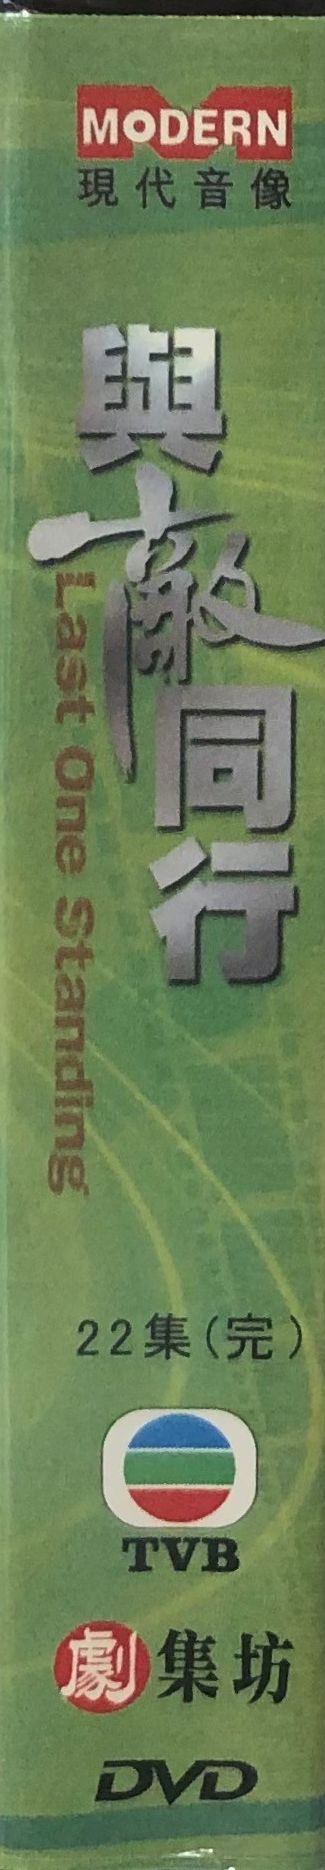 MODERN
現代音像
與敵同行
Last One Standing
22集(完)
TVB
劇集坊
DVD